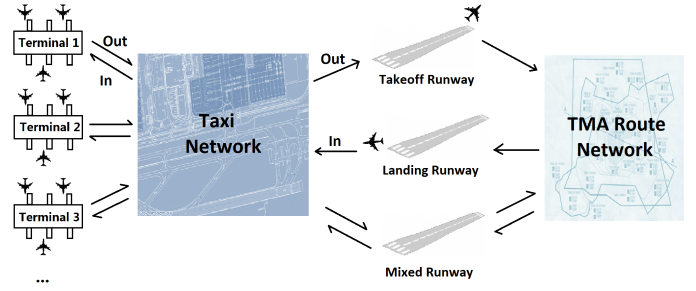 Terminal 1
Out
In
Terminal 2
Terminal 3
...
Taxi
Network
Out
Takeoff Runway
In
Landing Runway
Mixed Runway
TMA Route
Network